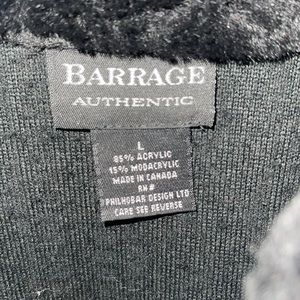 BARRAGE
AUTHENTIC
L
85% ACRYLIC
15% MODACRYLIC
MADE IN CANADA
RN#
PHILHOBAR DESIGN LTD
CARE SEE REVERSE